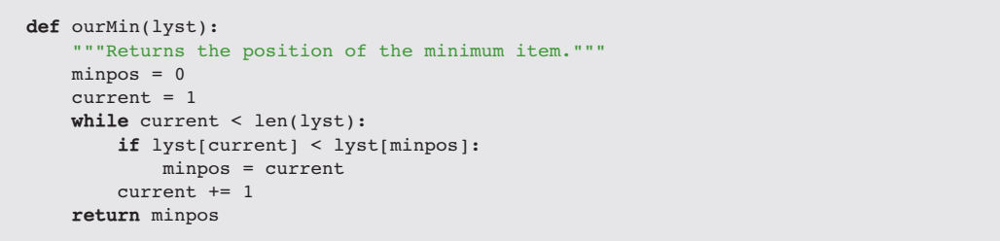 def ourMin(lyst):
    """Returns the position of the minimum item."""
    minpos = 0
    current = 1
    while current < len(lyst):
        if lyst[current] < lyst[minpos]:
            minpos = current
        current += 1
    return minpos